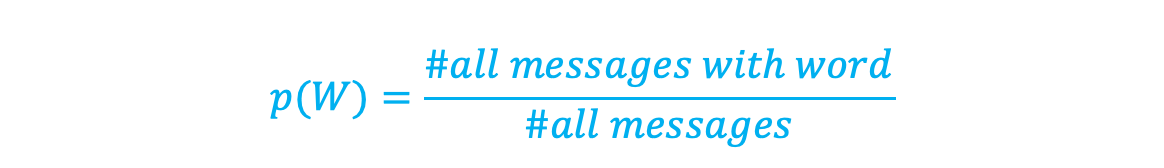 p(W) = #all messages with word / #all messages